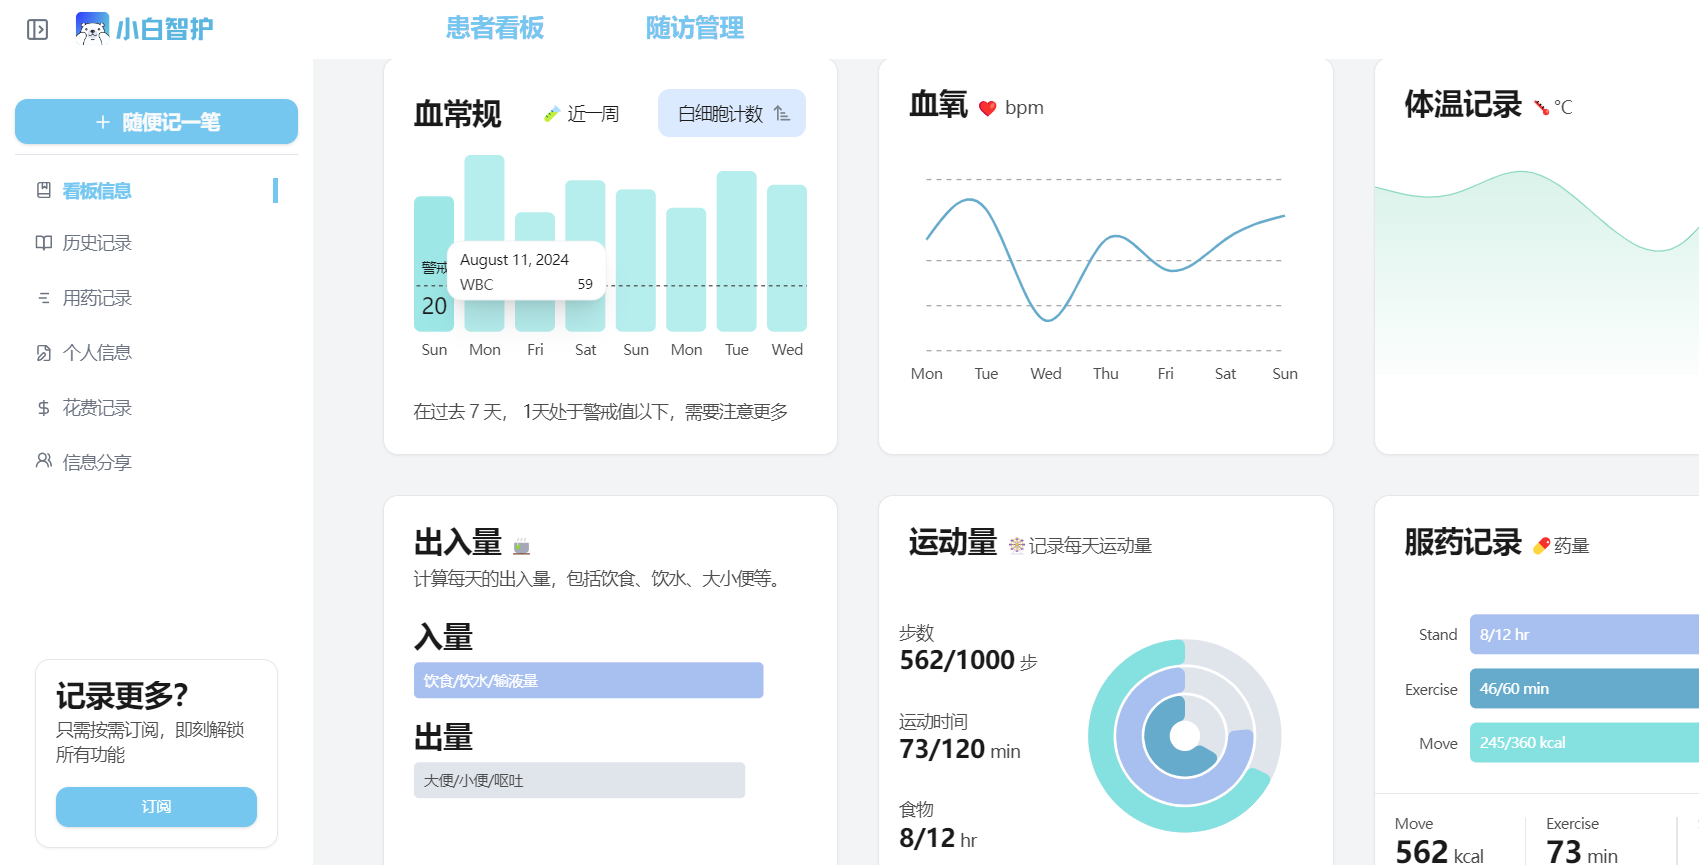 小白智护
患者看板
随访管理
随便记一笔
看板信息
历史记录
用药记录
个人信息
花费记录
信息分享
记录更多?
只需按需订阅，即刻解锁
所有功能
订阅
血常规 近一周 白细胞计数
警戒
20
August 11, 2024
WBC 59
Sun Mon Fri Sat Sun Mon Tue Wed
在过去 7 天， 1天处于警戒值以下，需要注意更多
血氧 bpm
Mon Tue Wed Thu Fri Sat Sun
体温记录 °C
出入量
计算每天的出入量，包括饮食、饮水、大小便等。
入量
饮食/饮水/输液量
出量
大便/小便/呕吐
运动量 记录每天运动量
步数
562/1000 步
运动时间
73/120 min
食物
8/12 hr
服药记录 药量
Stand 8/12 hr
Exercise 46/60 min
Move 245/360 kcal
Move Exercise
562 kcal 73 min